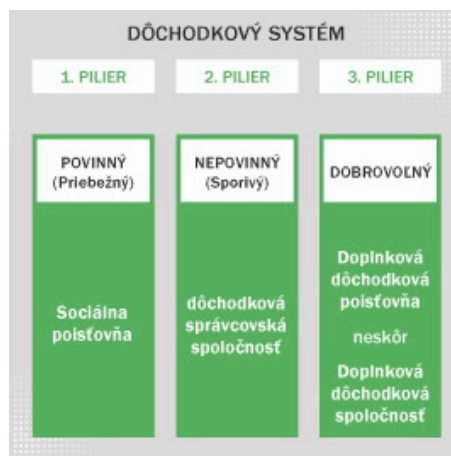 DÔCHODKOVÝ SYSTÉM
1. PILIER
2. PILIER
3. PILIER
POVINNÝ
(Priebežný)
Sociálna
poisťovňa
NEPOVINNÝ
(Sporivý)
dôchodková
správcovská
spoločnosť
DOBROVOĽNÝ
Doplnková
dôchodková
poisťovňa
neskôr
Doplnková
dôchodková
spoločnosť